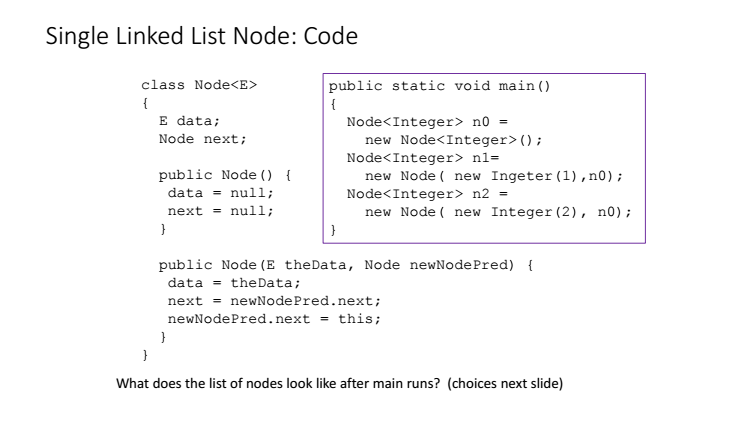 Single Linked List Node: Code
class Node<E>
{
E data;
Node next;
public Node() {
data = null;
next = null;
}
public Node(E theData, Node newNodePred) {
data = theData;
next = newNodePred.next;
newNodePred.next = this;
}
}
public static void main()
{
Node<Integer> n0 =
new Node<Integer>();
Node<Integer> n1=
new Node( new Ingeter(1),n0);
Node<Integer> n2 =
new Node( new Integer(2), n0);
}
What does the list of nodes look like after main runs? (choices next slide)